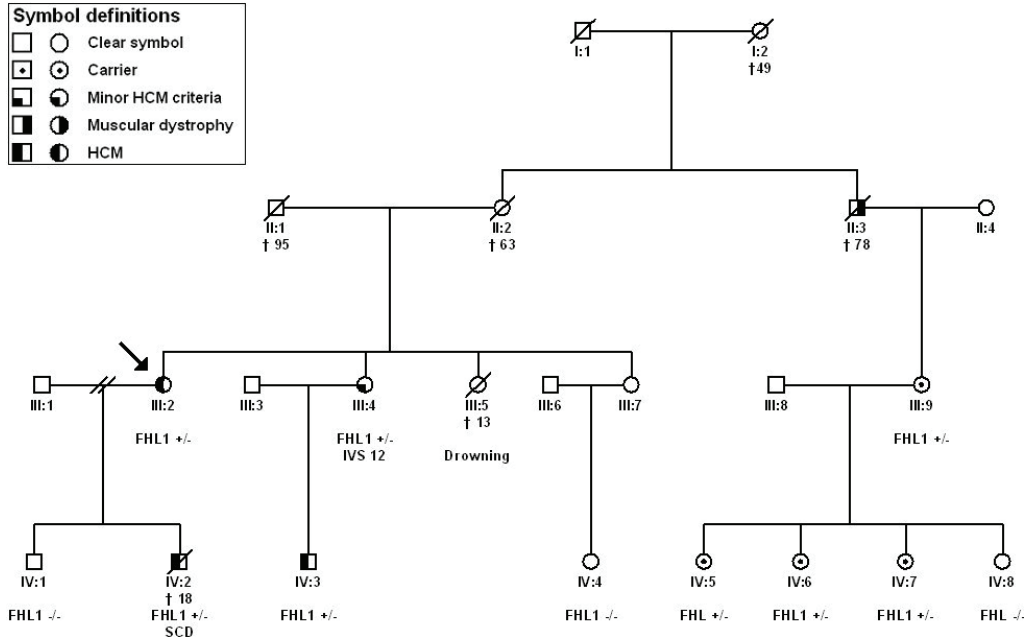 Symbol definitions
Clear symbol
Carrier
Minor HCM criteria
Muscular dystrophy
HCM
I:1 I:2
†49
II:1 II:2 II:3 II:4
† 95 † 63 † 78
III:1 III:2 III:3 III:4 III:5 III:6 III:7 III:8 III:9
† 13
FHL1 +/- FHL1 +/- FHL1 +/-
IVS 12 Drowning
IV:1 IV:2 IV:3 IV:4 IV:5 IV:6 IV:7 IV:8
† 18
FHL1 -/- FHL1 +/- FHL1 +/- FHL1 -/- FHL +/- FHL1 +/- FHL1 +/- FHL -/-
SCD